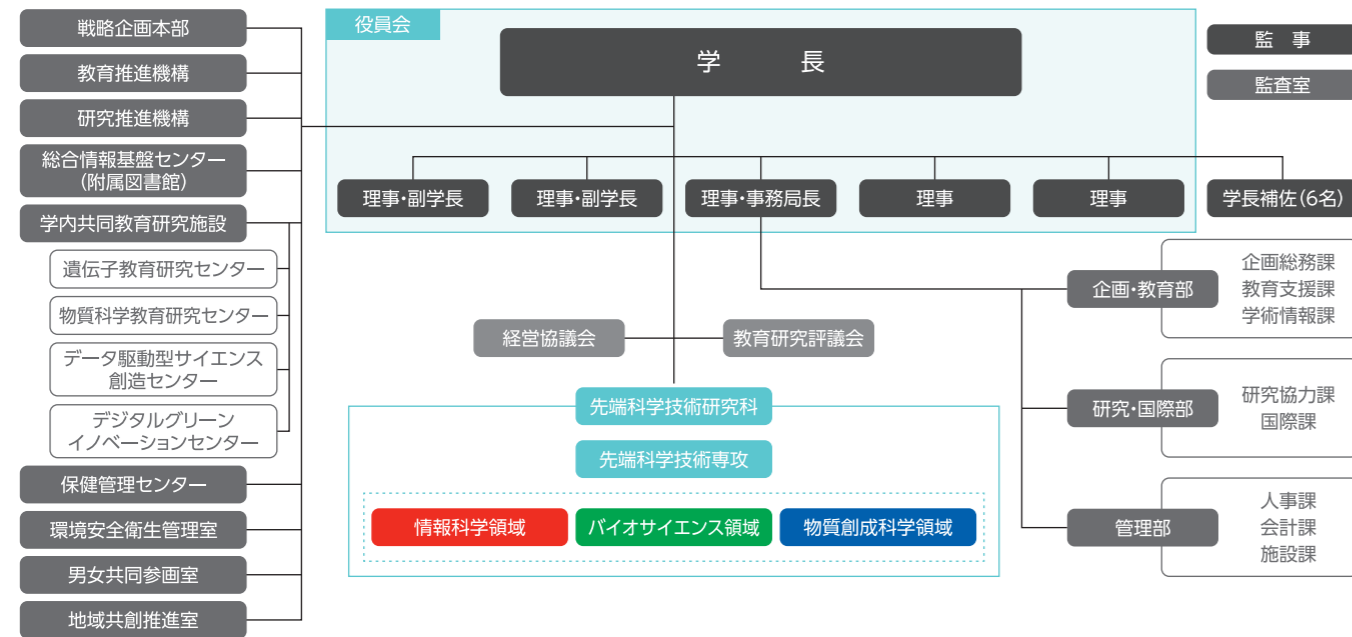 戦略企画本部
教育推進機構
研究推進機構
総合情報基盤センター
(附属図書館)
学内共同教育研究施設
遺伝子教育研究センター
物質科学教育研究センター
データ駆動型サイエンス
創造センター
デジタルグリーン
イノベーションセンター
保健管理センター
環境安全衛生管理室
男女共同参画室
地域共創推進室
役員会
学 長
監 事
監査室
理事・副学長
理事・副学長
理事・事務局長
理事
理事
学長補佐(6名)
経営協議会
教育研究評議会
先端科学技術研究科
先端科学技術専攻
情報科学領域
バイオサイエンス領域
物質創成科学領域
企画・教育部
企画総務課
教育支援課
学術情報課
研究・国際部
研究協力課
国際課
管理部
人事課
会計課
施設課